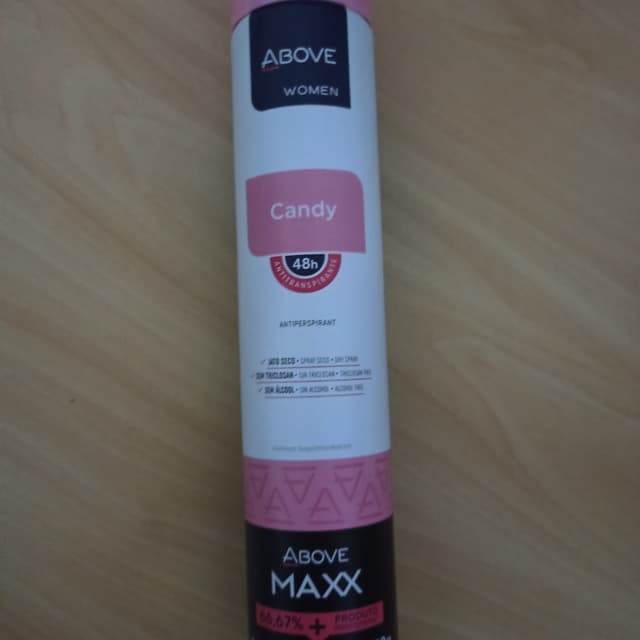 ABOVE
WOMEN
Candy
48h
ANTITRANSPIRANTE
ANTIPERSPIRANT
JATO SECO • SPRAY SECO • DRY SPRAY
SEM TRICLOSAN • SIN TRICLOSAN • TRICLOSAN FREE
SEM ÁLCOOL • SIN ALCOHOL • ALCOHOL FREE
ABOVE
MAXX
66,67% + PRODUTO